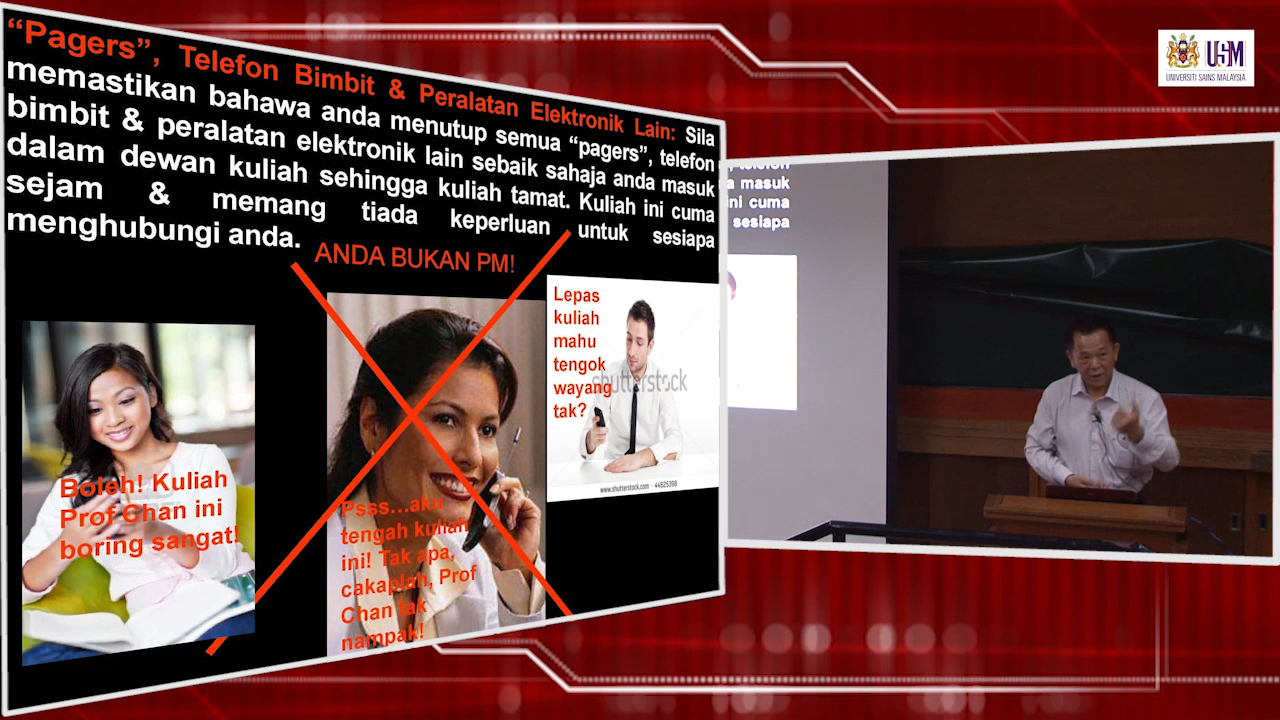 “Pagers”, Telefon Bimbit & Peralatan Elektronik Lain: Sila
memastikan bahawa anda menutup semua “pagers”, telefon
bimbit & peralatan elektronik lain sebaik sahaja anda masuk
dalam dewan kuliah sehingga kuliah tamat. Kuliah ini cuma
sejam & memang tiada keperluan untuk sesiapa
menghubungi anda.
ANDA BUKAN PM!
Boleh! Kuliah
Prof Chan ini
boring sangat!
Psss…aku
tengah kuliah
ini! Tak apa,
cakaplah, Prof
Chan tak
nampak!
Lepas
kuliah
mahu
tengok
wayang
tak?
shutterstock
www.shutterstock.com · 44825398
USM
UNIVERSITI SAINS MALAYSIA
masuk
ini cuma
sesiapa